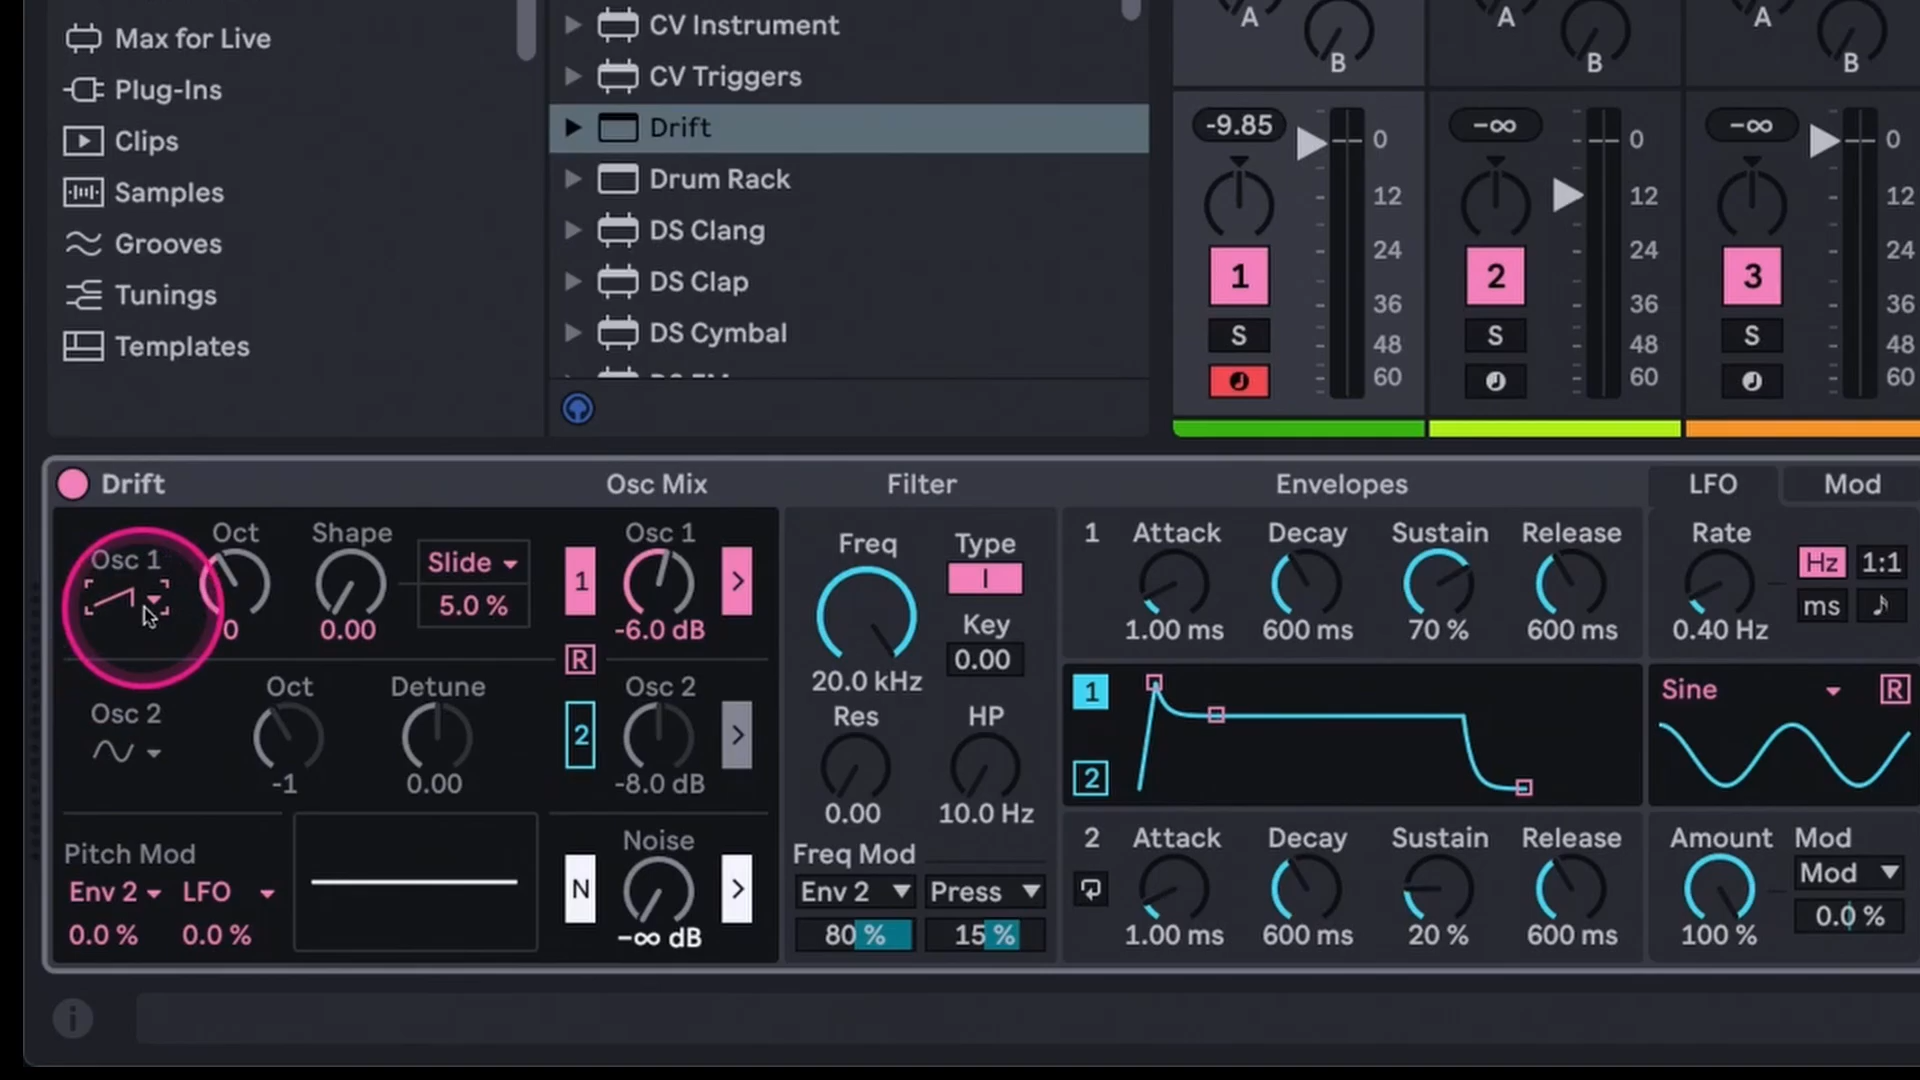 Max for Live
Plug-Ins
Clips
Samples
Grooves
Tunings
Templates
CV Instrument
CV Triggers
Drift
Drum Rack
DS Clang
DS Clap
DS Cymbal
A
B
A
B
A
B
-9.85
0
12
24
36
48
60
1
S
-∞
0
12
24
36
48
60
2
S
-∞
0
12
24
36
48
60
3
S
Drift
Osc Mix
Filter
Envelopes
LFO
Mod
Osc 1
Oct
0
Shape
0.00
Slide
5.0 %
1
Osc 1
-6.0 dB
>
R
Osc 2
Oct
-1
Detune
0.00
2
Osc 2
-8.0 dB
>
Pitch Mod
Env 2
LFO
0.0 %
0.0 %
N
Noise
-∞ dB
>
Freq
20.0 kHz
Type
I
Key
0.00
Res
0.00
HP
10.0 Hz
Freq Mod
Env 2
Press
80 %
15 %
1
Attack
Decay
Sustain
Release
1.00 ms
600 ms
70 %
600 ms
1
2
2
Attack
Decay
Sustain
Release
1.00 ms
600 ms
20 %
600 ms
Rate
0.40 Hz
Hz
1:1
ms
♪
Sine
R
Amount
100 %
Mod
Mod
0.0 %